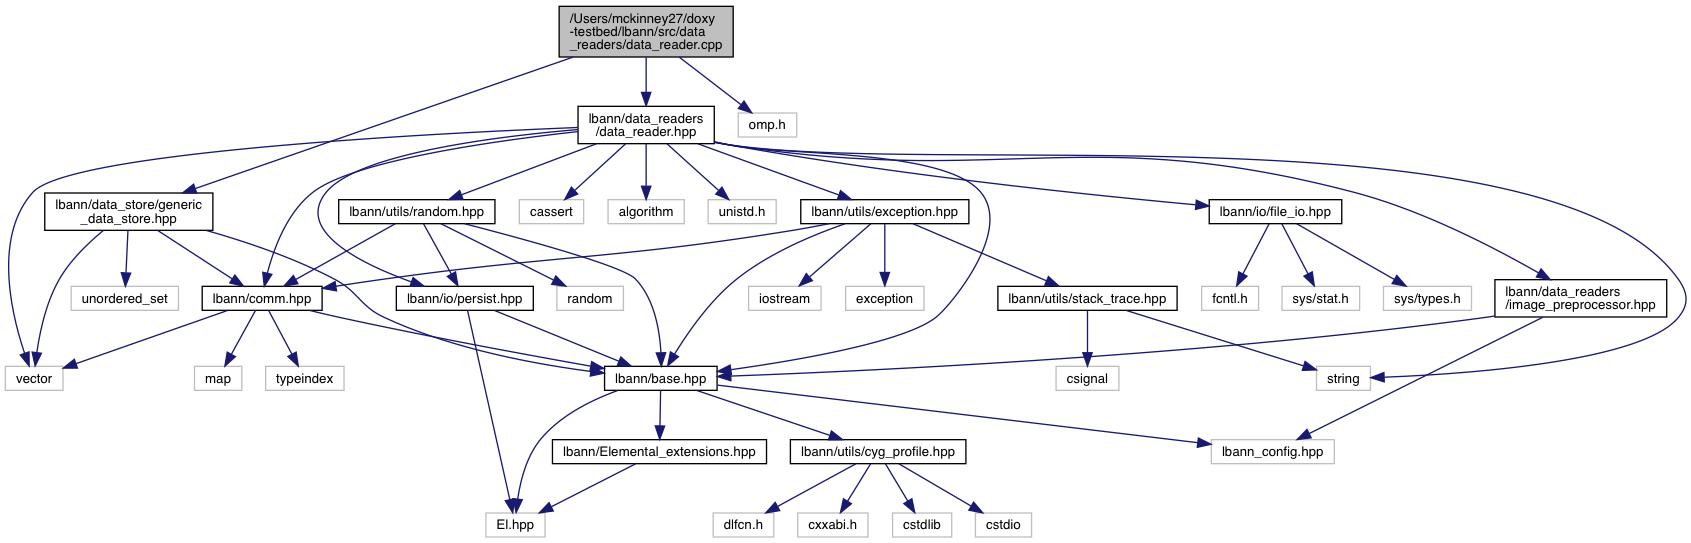 /Users/mckinney27/doxy
-testbed/lbann/src/data
_readers/data_reader.cpp
lbann/data_readers
/data_reader.hpp
omp.h
lbann/data_store/generic
_data_store.hpp
lbann/utils/random.hpp
cassert
algorithm
unistd.h
lbann/utils/exception.hpp
lbann/io/file_io.hpp
unordered_set
lbann/comm.hpp
lbann/io/persist.hpp
random
iostream
exception
lbann/utils/stack_trace.hpp
fcntl.h
sys/stat.h
sys/types.h
lbann/data_readers
/image_preprocessor.hpp
vector
map
typeindex
lbann/base.hpp
csignal
string
lbann/Elemental_extensions.hpp
lbann/utils/cyg_profile.hpp
lbann_config.hpp
El.hpp
dlfcn.h
cxxabi.h
cstdlib
cstdio